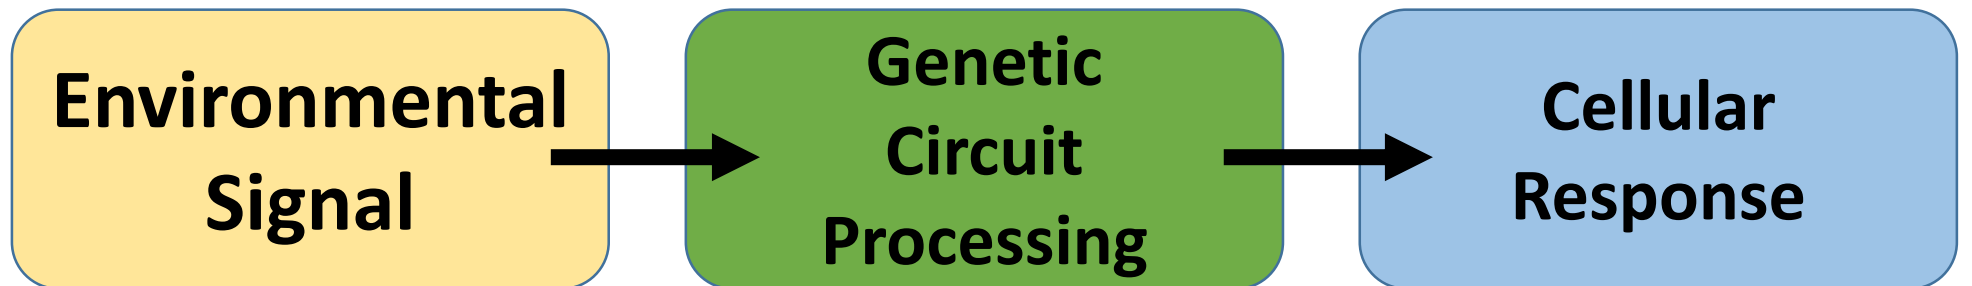 Environmental
Signal
Genetic
Circuit
Processing
Cellular
Response